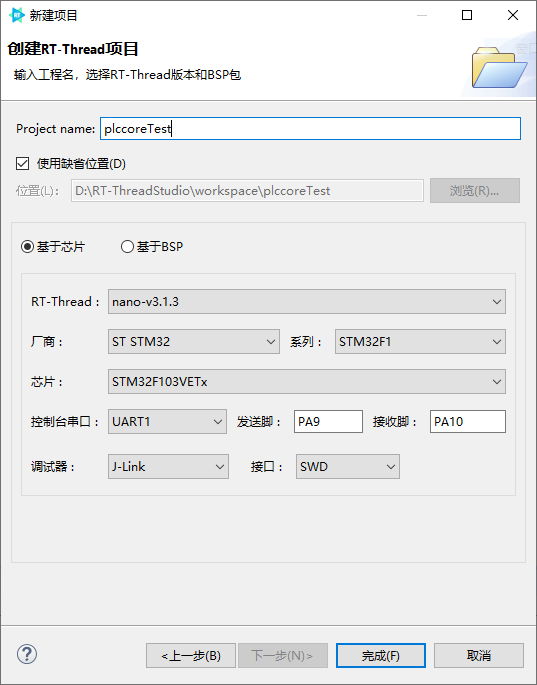 新建项目
创建RT-Thread项目
输入工程名，选择RT-Thread版本和BSP包
Project name: plccoreTest
使用缺省位置(D)
位置(L): D:\RT-ThreadStudio\workspace\plccoreTest 浏览(R)...
基于芯片 基于BSP
RT-Thread : nano-v3.1.3
厂商 : ST STM32 系列 : STM32F1
芯片 : STM32F103VETx
控制台串口 : UART1 发送脚 : PA9 接收脚 : PA10
调试器 : J-Link 接口 : SWD
<上一步(B) 下一步(N)> 完成(F) 取消